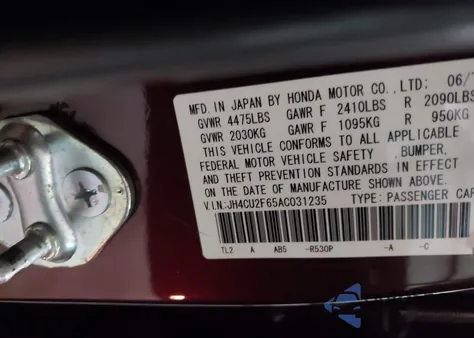 MFD. IN JAPAN BY HONDA MOTOR CO.,LTD. 06/
GVWR 4475LBS GAWR F 2410LBS R 2090LBS
GVWR 2030KG GAWR F 1095KG R 950KG
THIS VEHICLE CONFORMS TO ALL APPLICABLE
FEDERAL MOTOR VEHICLE SAFETY ,BUMPER,
AND THEFT PREVENTION STANDARDS IN EFFECT
ON THE DATE OF MANUFACTURE SHOWN ABOVE.
V.I.N:JH4CU2F65AC031235 TYPE: PASSENGER CAR
TL2 A AB5 -R530P -A -C